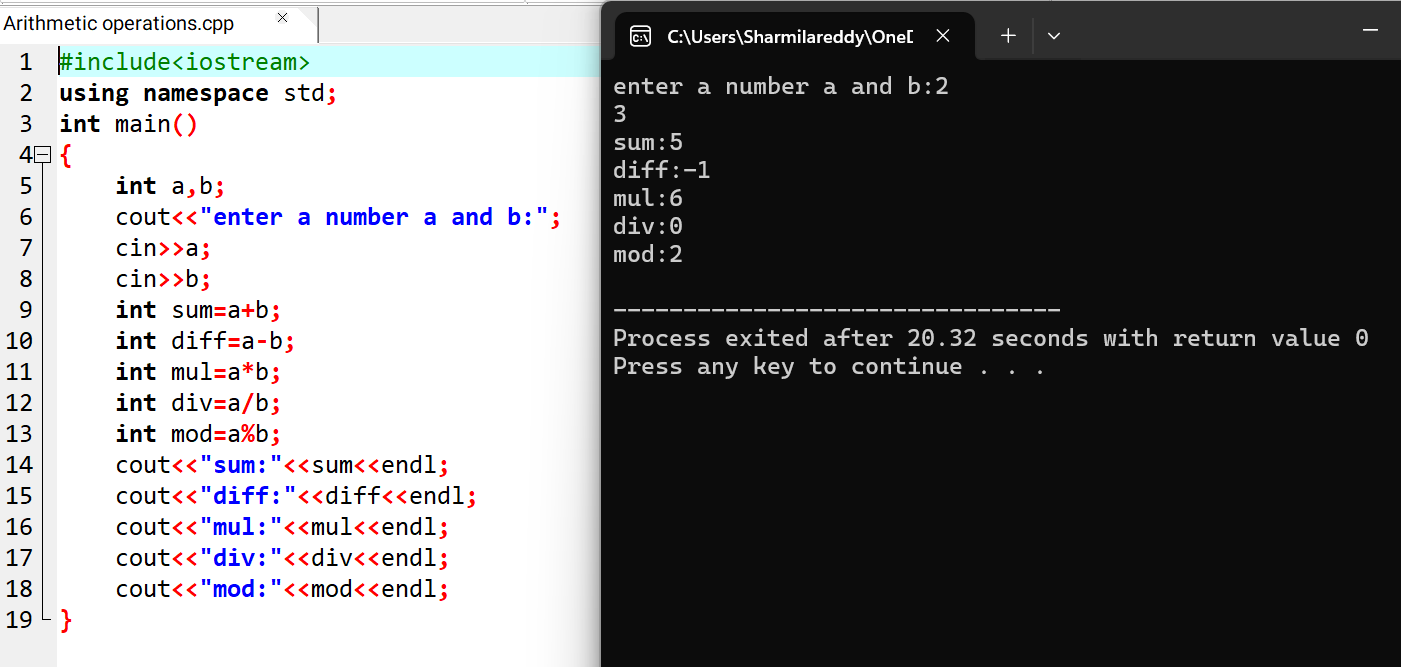 Arithmetic operations.cpp
1 #include<iostream>
2 using namespace std;
3 int main()
4 {
5     int a,b;
6     cout<<"enter a number a and b:";
7     cin>>a;
8     cin>>b;
9     int sum=a+b;
10     int diff=a-b;
11     int mul=a*b;
12     int div=a/b;
13     int mod=a%b;
14     cout<<"sum:"<<sum<<endl;
15     cout<<"diff:"<<diff<<endl;
16     cout<<"mul:"<<mul<<endl;
17     cout<<"div:"<<div<<endl;
18     cout<<"mod:"<<mod<<endl;
19 }
C:\Users\Sharmilareddy\OneD
enter a number a and b:2
3
sum:5
diff:-1
mul:6
div:0
mod:2
--------------------------------
Process exited after 20.32 seconds with return value 0
Press any key to continue . . .